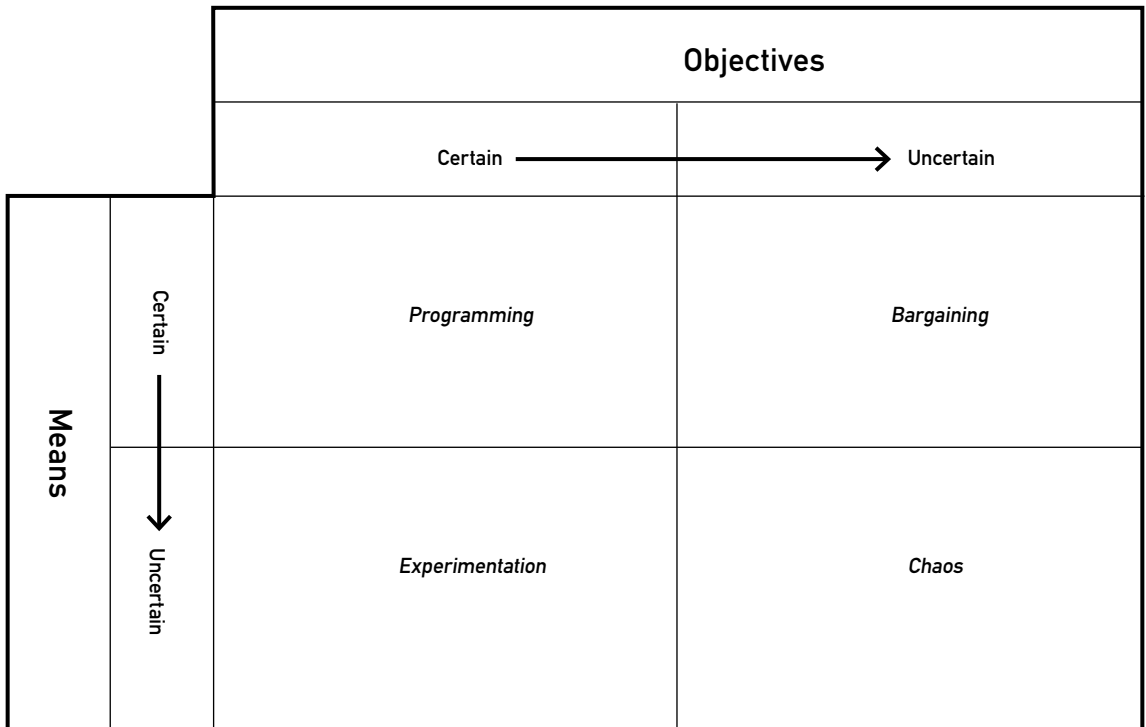 Objectives
Certain
Uncertain
Means
Certain
Programming
Bargaining
Uncertain
Experimentation
Chaos